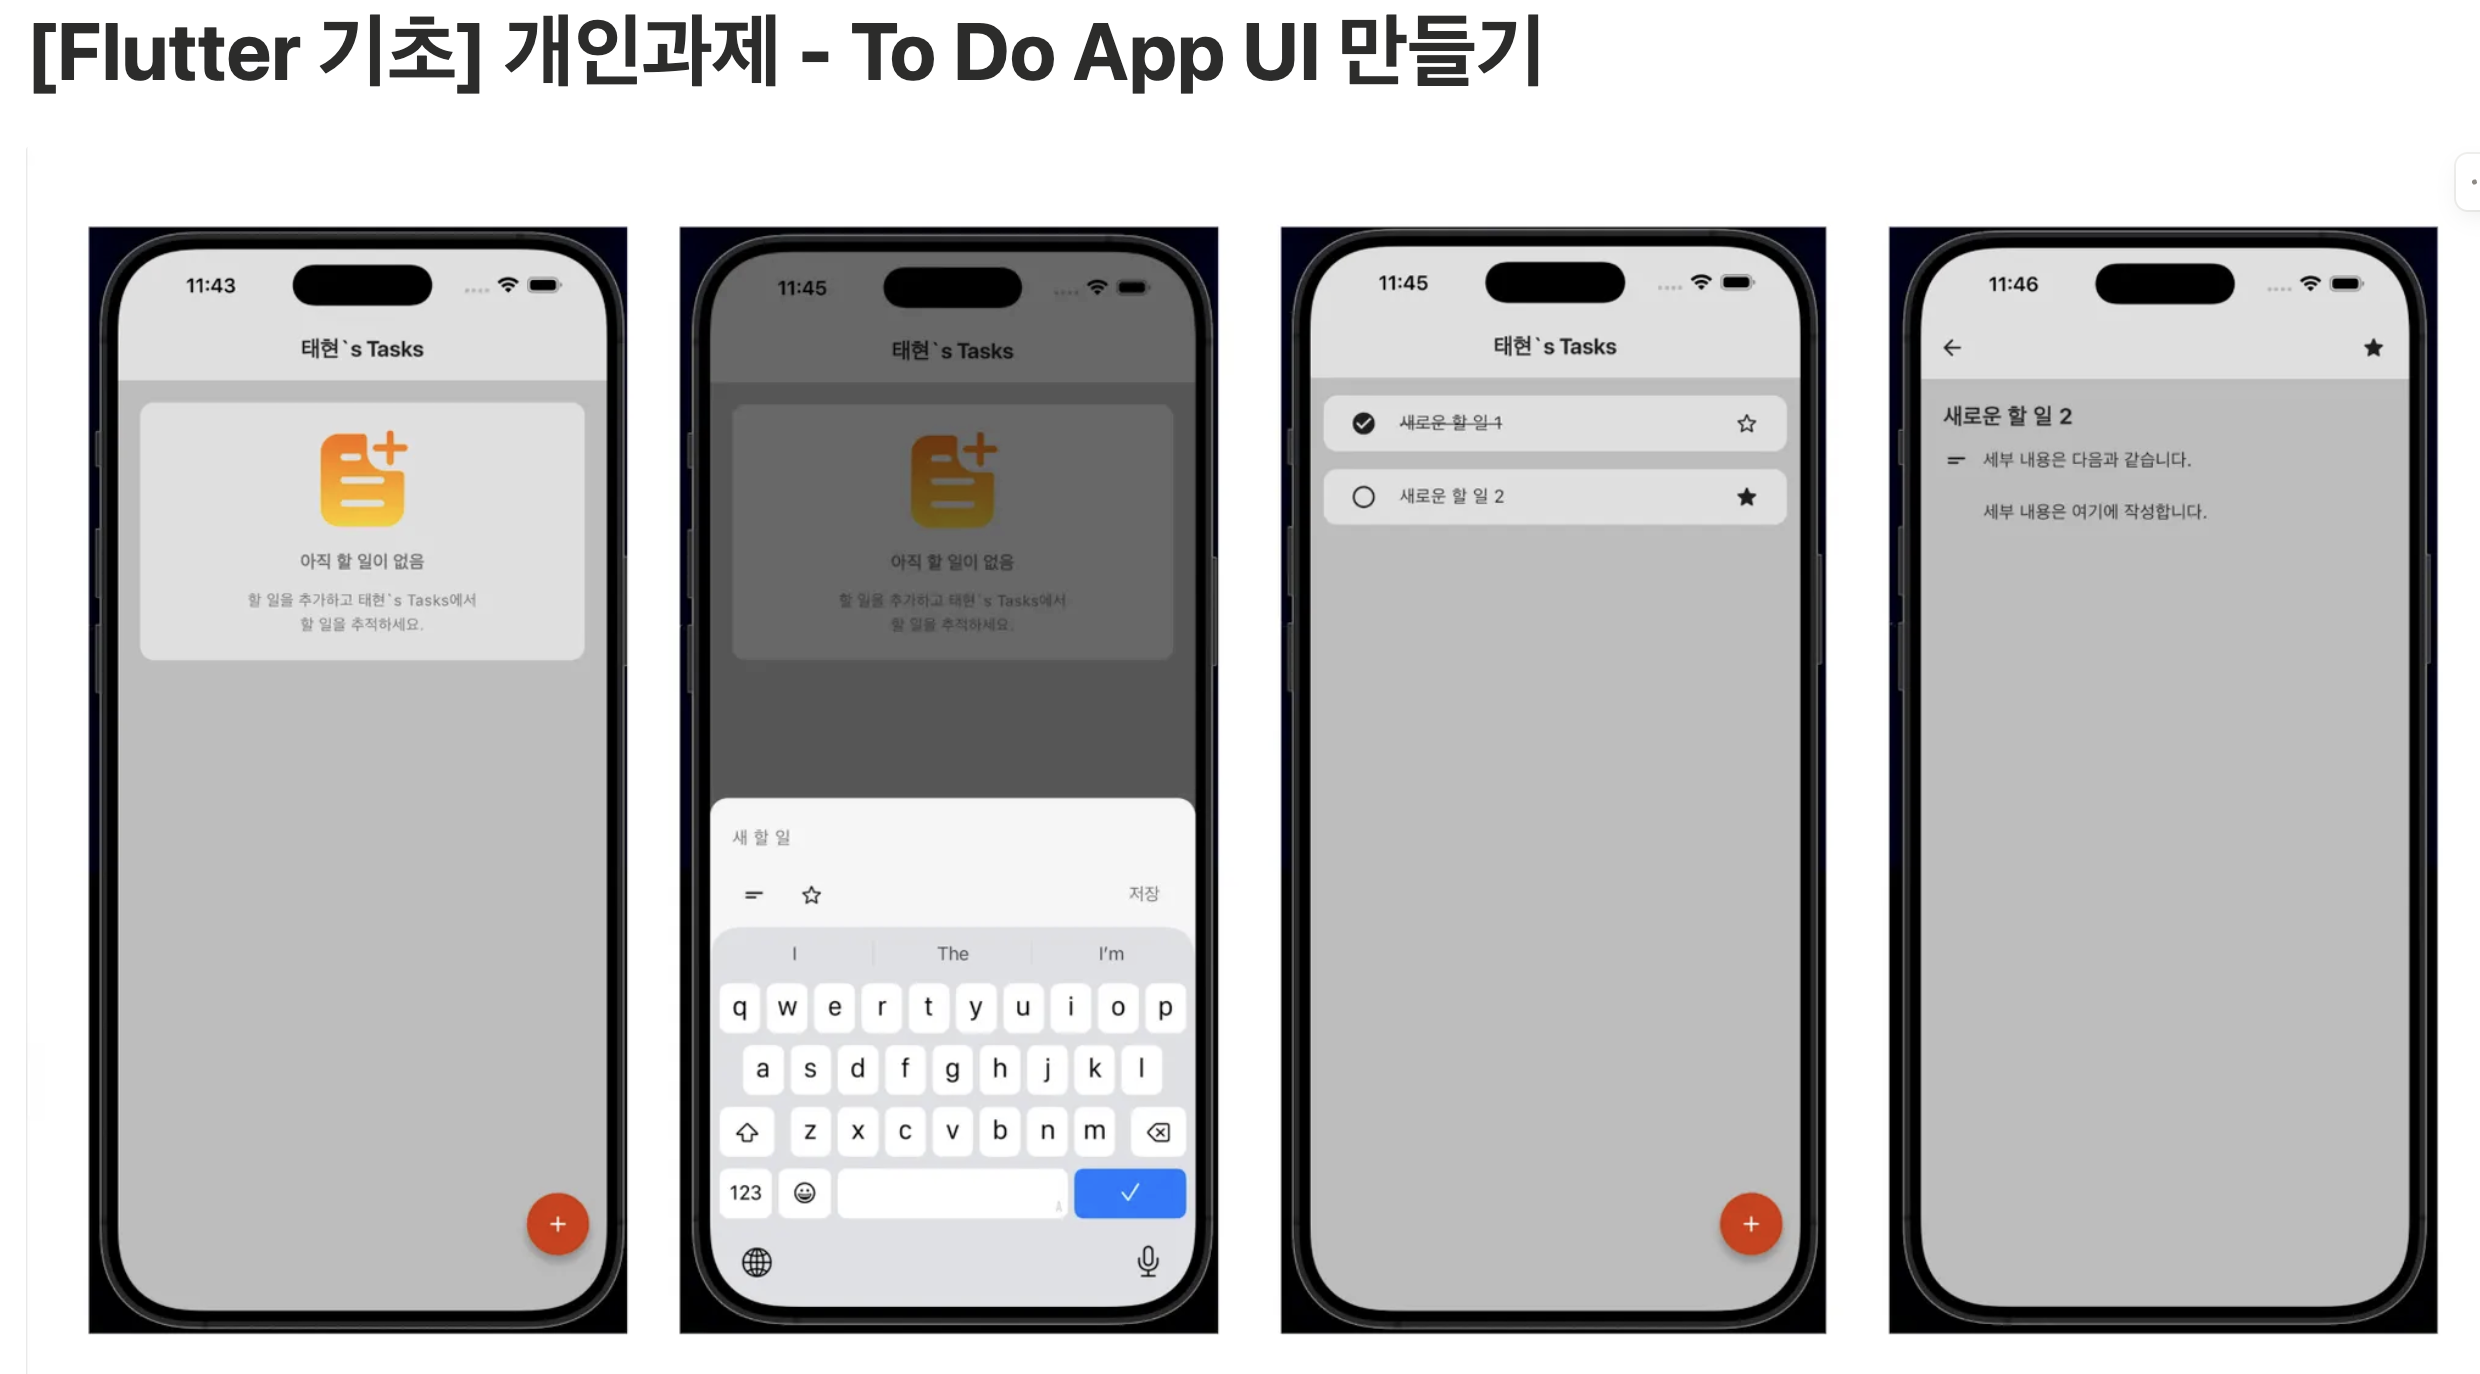 [Flutter 기초] 개인과제 - To Do App UI 만들기
11:43
태현`s Tasks
아직 할 일이 없음
할 일을 추가하고 태현`s Tasks에서
할 일을 추적하세요.
11:45
태현`s Tasks
아직 할 일이 없음
할 일을 추가하고 태현`s Tasks에서
할 일을 추적하세요.
새 할 일
저장
I The I'm
q w e r t y u i o p
a s d f g h j k l
z x c v b n m
123
A
11:45
태현`s Tasks
새로운 할 일 1
새로운 할 일 2
11:46
새로운 할 일 2
세부 내용은 다음과 같습니다.
세부 내용은 여기에 작성합니다.